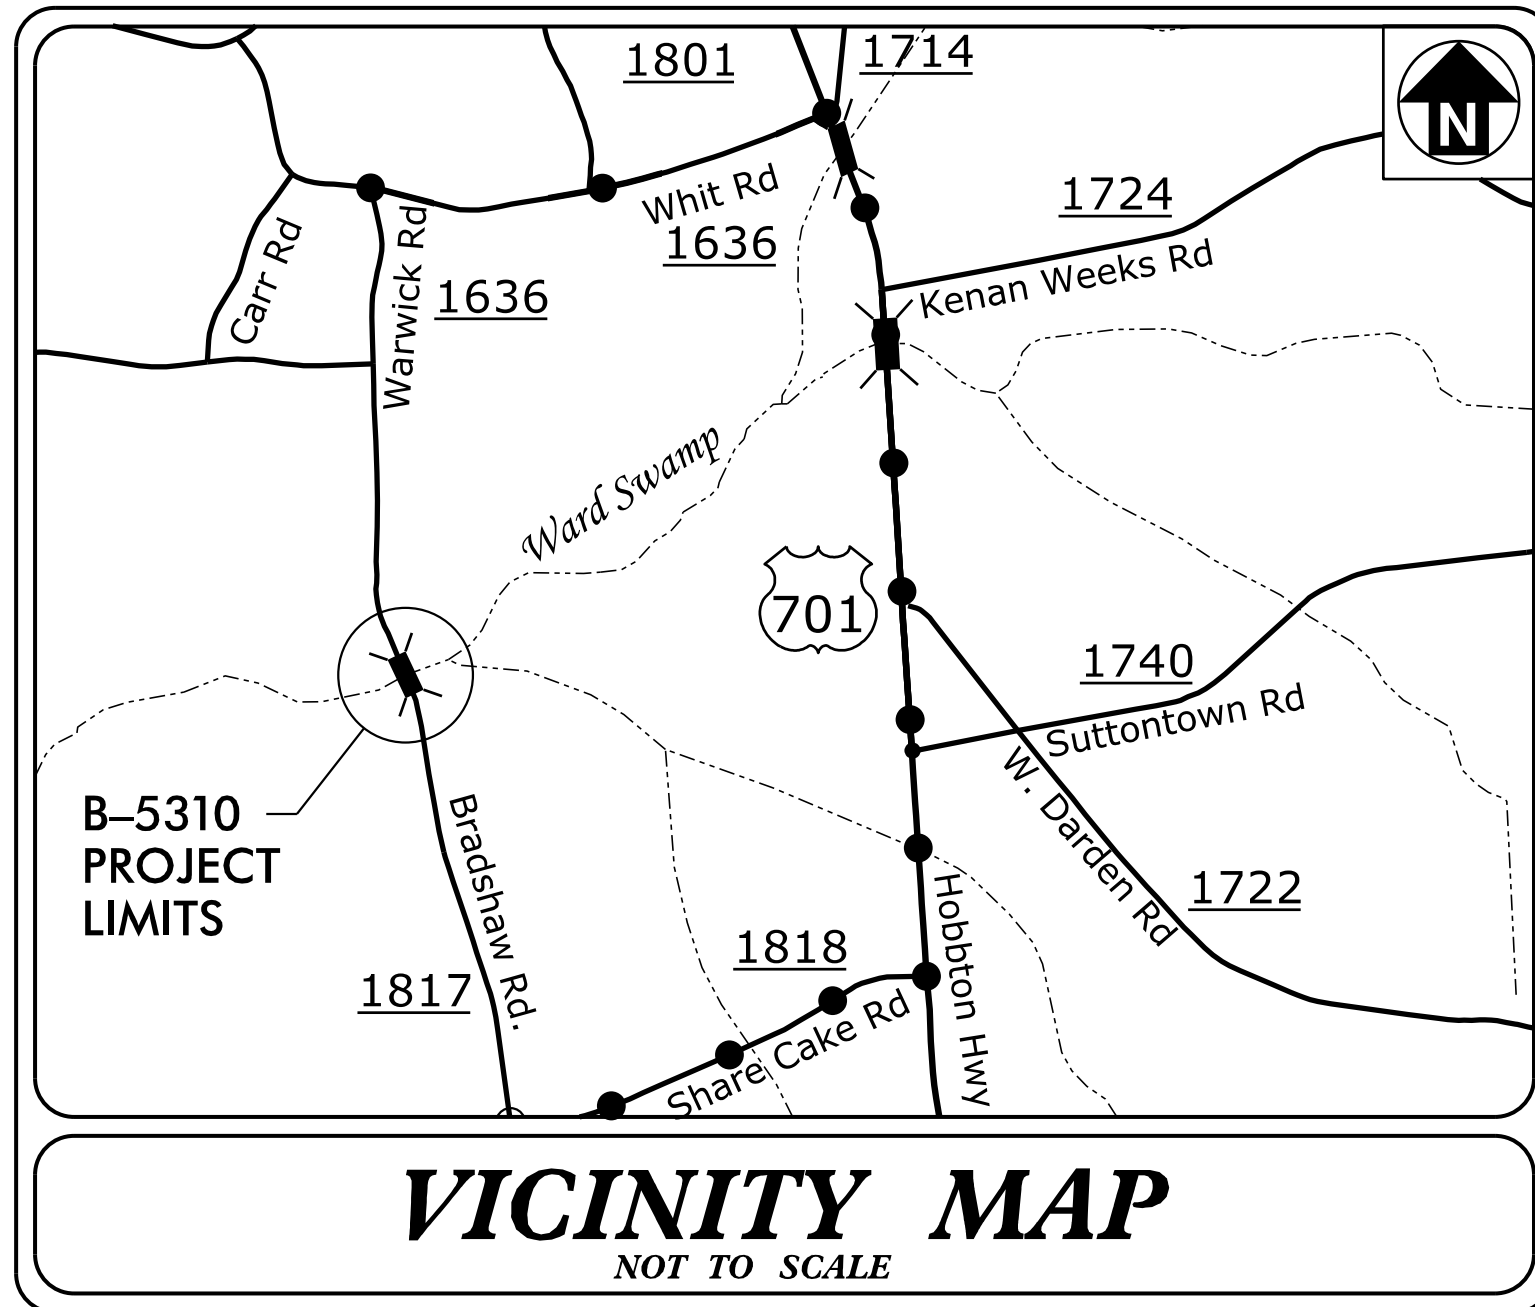 1801
1714
N
Whit Rd
1724
Carr Rd
Warwick Rd
1636
1636
Kenan Weeks Rd
Ward Swamp
701
1740
Suttontown Rd
B–5310
PROJECT
LIMITS
Bradshaw Rd.
W. Darden Rd
1722
Hobbton Hwy
1818
1817
Share Cake Rd
VICINITY MAP
NOT TO SCALE